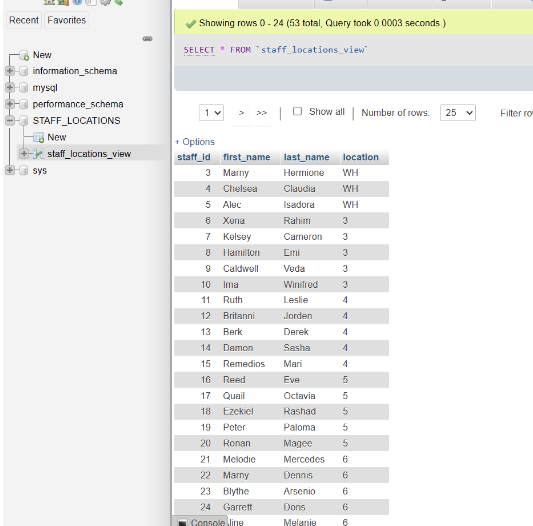 Recent Favorites
New
information_schema
mysql
performance_schema
STAFF_LOCATIONS
New
staff_locations_view
sys
Showing rows 0 - 24 (53 total, Query took 0.0003 seconds.)
SELECT * FROM `staff_locations_view`
1 > >> Show all Number of rows: 25 Filter row
+ Options
staff_id first_name last_name location
3 Marny Hermione WH
4 Chelsea Claudia WH
5 Alec Isadora WH
6 Xena Rahim 3
7 Kelsey Cameron 3
8 Hamilton Emi 3
9 Caldwell Veda 3
10 Ima Winifred 3
11 Ruth Leslie 4
12 Britanni Jorden 4
13 Berk Derek 4
14 Damon Sasha 4
15 Remedios Mari 4
16 Reed Eve 5
17 Quail Octavia 5
18 Ezekiel Rashad 5
19 Peter Paloma 5
20 Ronan Magee 5
21 Melodie Mercedes 6
22 Marny Dennis 6
23 Blythe Arsenio 6
24 Garrett Doris 6
Console line Melanie 6